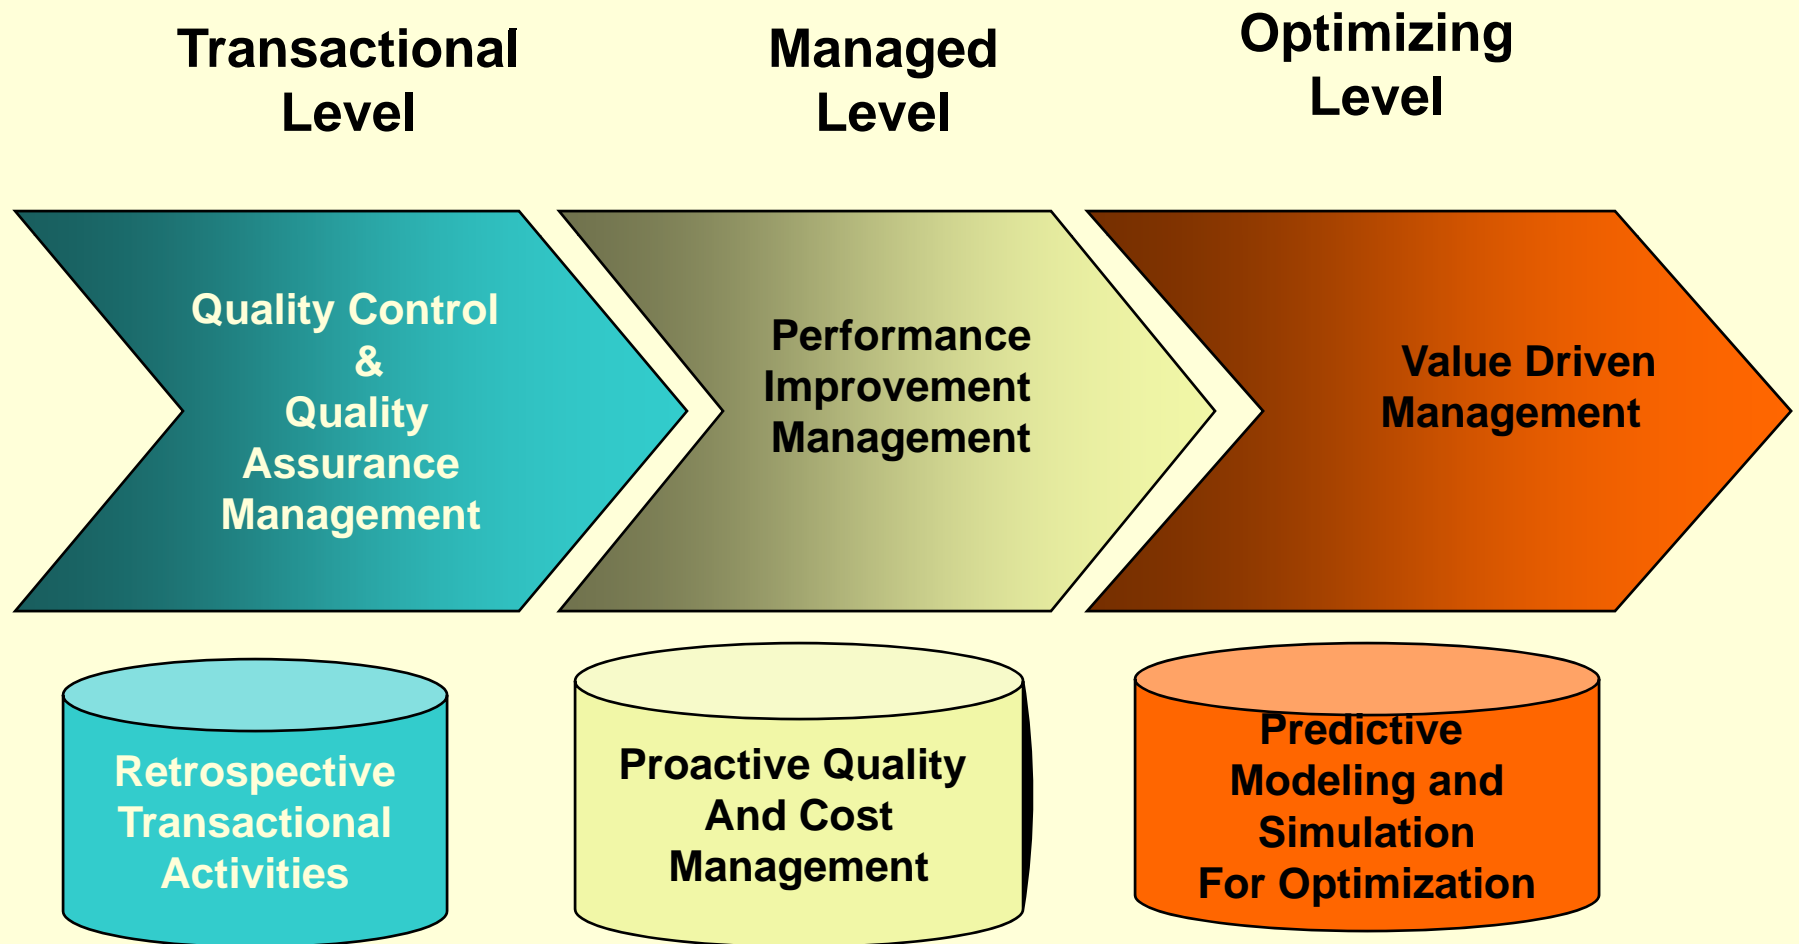 Transactional
Level
Managed
Level
Optimizing
Level
Quality Control
&
Quality
Assurance
Management
Performance
Improvement
Management
Value Driven
Management
Retrospective
Transactional
Activities
Proactive Quality
And Cost
Management
Predictive
Modeling and
Simulation
For Optimization